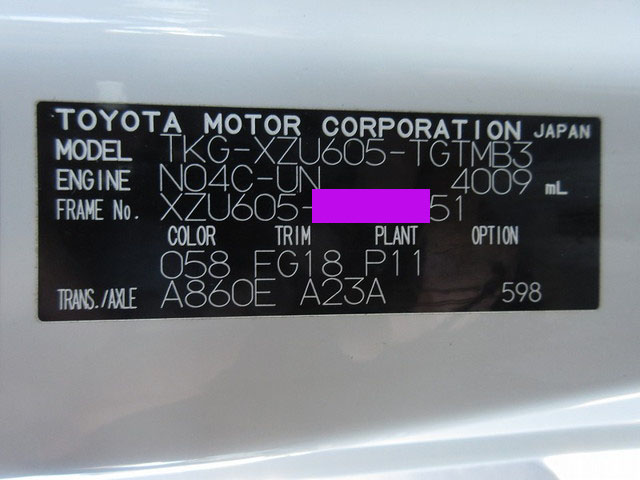 TOYOTA MOTOR CORPORATION JAPAN
MODEL TKG-XZU605-TGTMB3
ENGINE N04C-UN 4009 mL
FRAME No. XZU605- 51
COLOR TRIM PLANT OPTION
058 FG18 P11
TRANS./AXLE A860E A23A 598